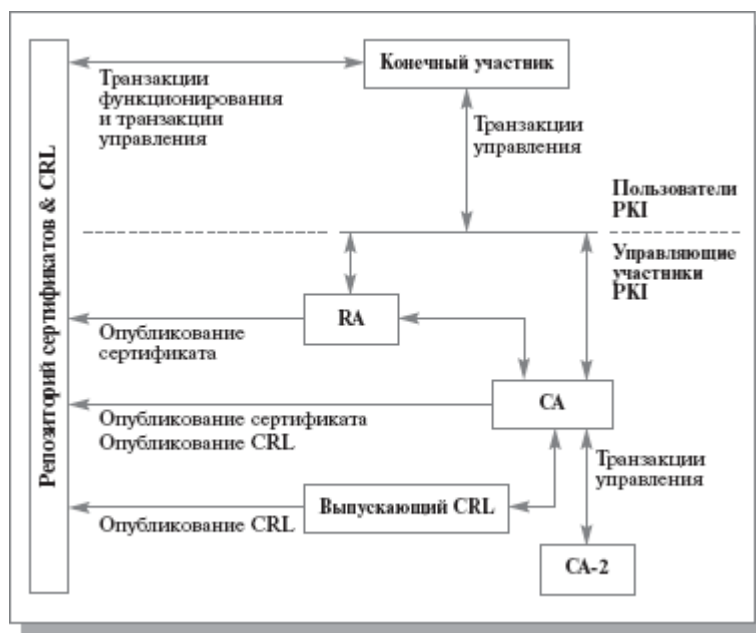 Репозиторий сертификатов & CRL
Конечный участник
Транзакции
функционирования
и транзакции
управления
Транзакции
управления
Пользователи
PKI
Управляющие
участники
PKI
RA
Опубликование
сертификата
CA
Опубликование сертификата
Опубликование CRL
Транзакции
управления
Выпускающий CRL
Опубликование CRL
CA-2